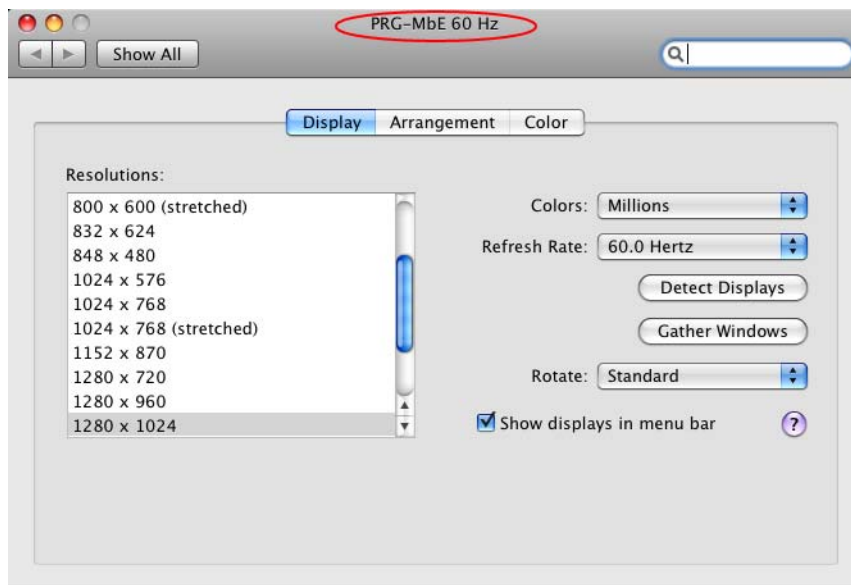 PRG-MbE 60 Hz
Show All
Display Arrangement Color
Resolutions:
800 x 600 (stretched)
832 x 624
848 x 480
1024 x 576
1024 x 768
1024 x 768 (stretched)
1152 x 870
1280 x 720
1280 x 960
1280 x 1024
Colors: Millions
Refresh Rate: 60.0 Hertz
Detect Displays
Gather Windows
Rotate: Standard
Show displays in menu bar ?